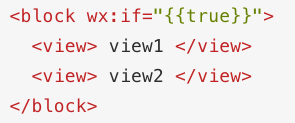 <block wx:if="{{true}}">
  <view> view1 </view>
  <view> view2 </view>
</block>